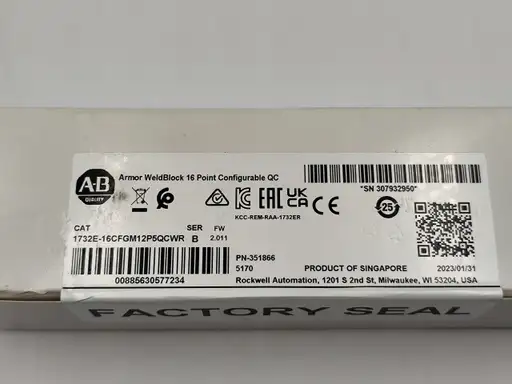 A-B
QUALITY
Armor WeldBlock 16 Point Configurable QC
"SN 307932950"
EAC UK CA CE
KCC-REM-RAA-1732ER
25
CAT SER FW
1732E-16CFGM12P5QCWR B 2.011
PN-351866
5170 PRODUCT OF SINGAPORE 2023/01/31
00885630577234
Rockwell Automation, 1201 S 2nd St, Milwaukee, WI 53204, USA
FACTORY SEAL